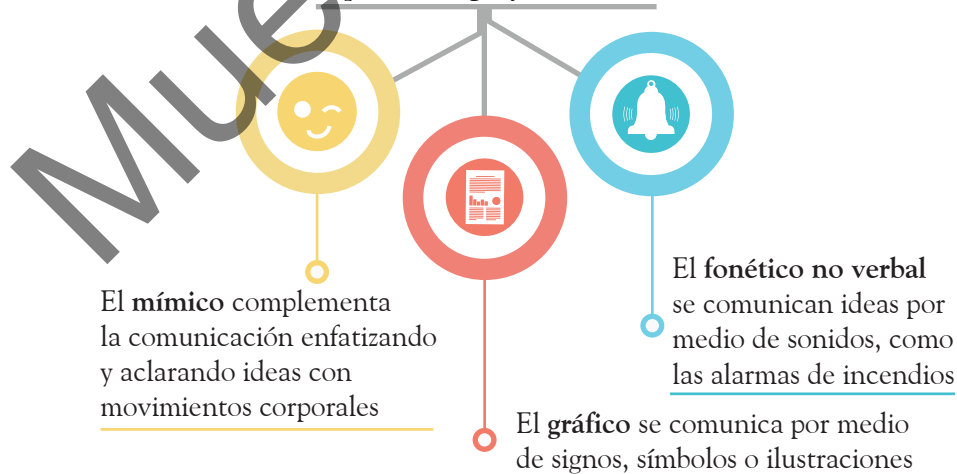 Mue
El mímico complementa
la comunicación enfatizando
y aclarando ideas con
movimientos corporales
El gráfico se comunica por medio
de signos, símbolos o ilustraciones
El fonético no verbal
se comunican ideas por
medio de sonidos, como
las alarmas de incendios